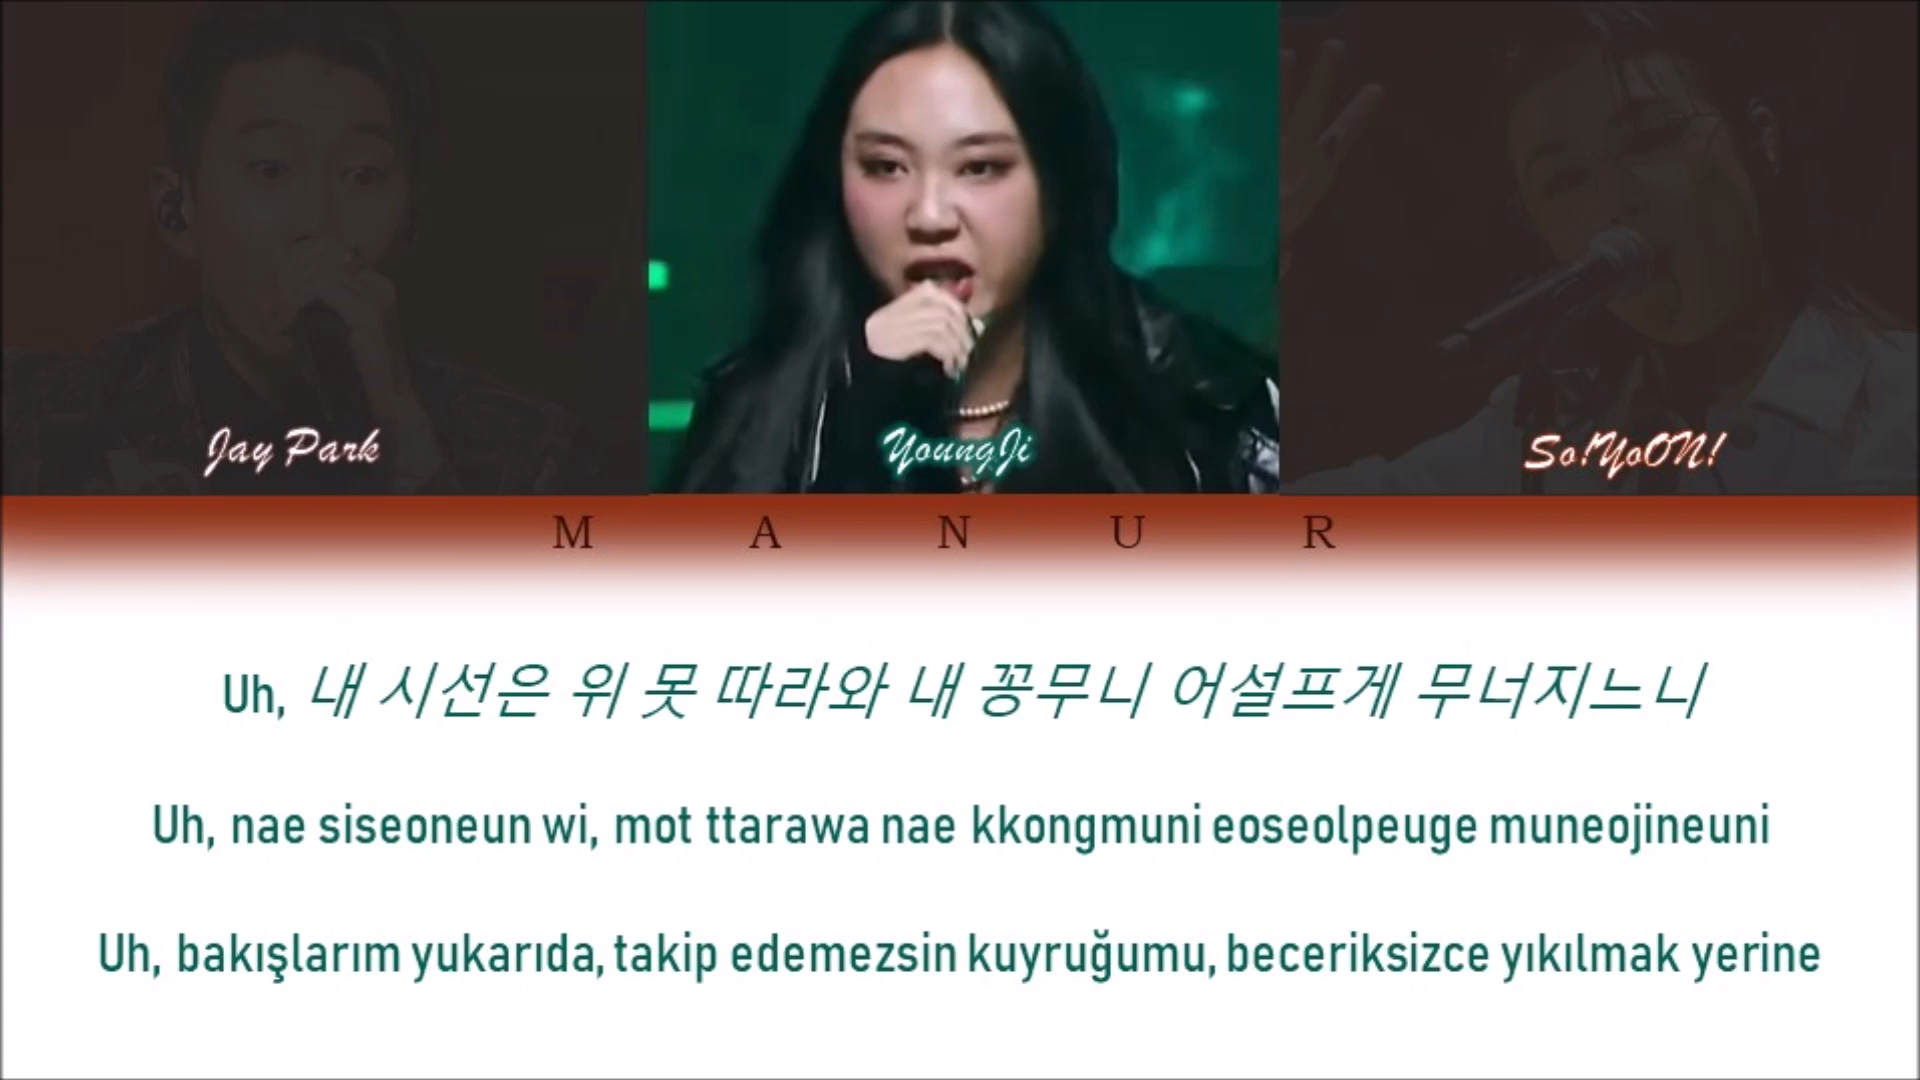 Jay Park YoungJi So!YoON!
M A N U R
Uh, 내 시선은 위 못 따라와 내 꽁무니 어설프게 무너지느니
Uh, nae siseoneun wi, mot ttarawa nae kkongmuni eoseolpeuge muneojineuni
Uh, bakışlarım yukarıda, takip edemezsin kuyruğumu, beceriksizce yıkılmak yerine